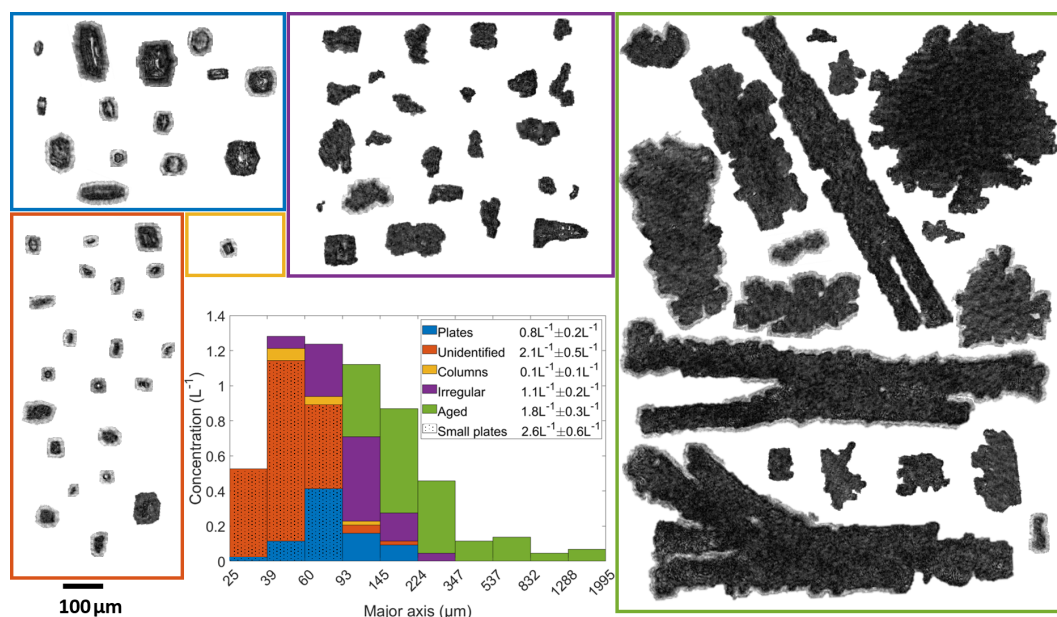 1.4
1.2
1
0.8
0.6
0.4
0.2
0
Concentration (L⁻¹)
Plates 0.8L⁻¹±0.2L⁻¹
Unidentified 2.1L⁻¹±0.5L⁻¹
Columns 0.1L⁻¹±0.1L⁻¹
Irregular 1.1L⁻¹±0.2L⁻¹
Aged 1.8L⁻¹±0.3L⁻¹
Small plates 2.6L⁻¹±0.6L⁻¹
25 39 60 93 145 224 347 537 832 1288 1995
Major axis (μm)
100 μm